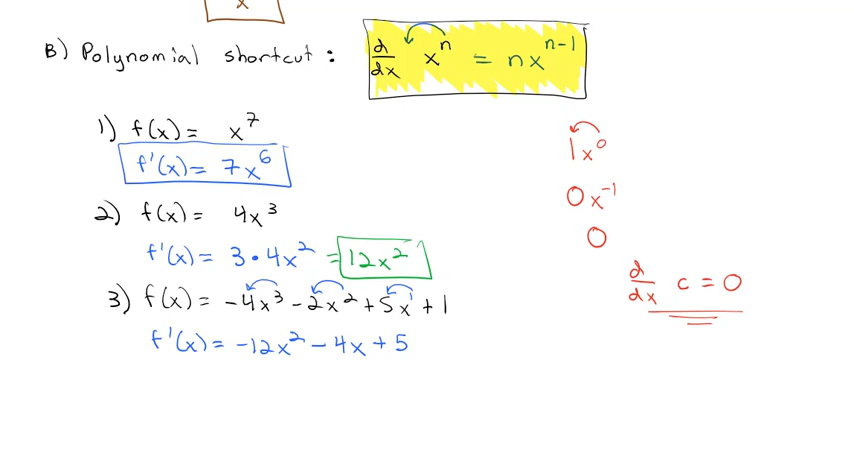 x
B) Polynomial shortcut: d/dx x^n = nx^(n-1)
1) f(x) = x^7
f'(x) = 7x^6
2) f(x) = 4x^3
f'(x) = 3 • 4x^2 = 12x^2
3) f(x) = -4x^3 - 2x^2 + 5x^1 + 1
f'(x) = -12x^2 - 4x + 5
1x^0
0x^-1
0
d/dx c = 0